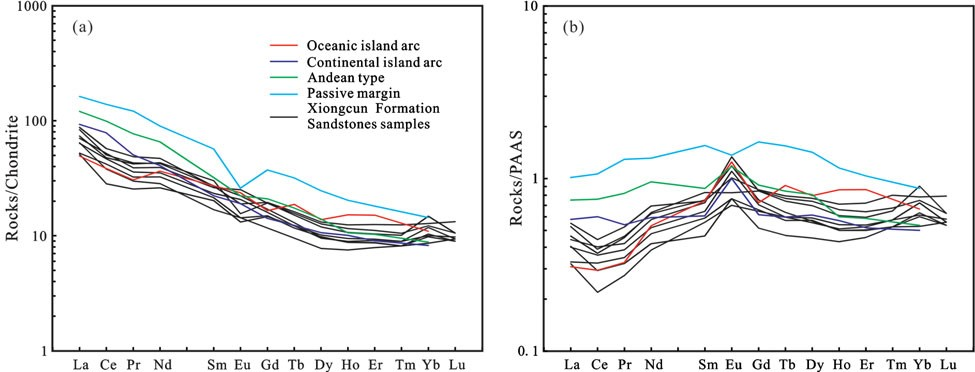 (a)
1000
100
10
1
Rocks/Chondrite
Oceanic island arc
Continental island arc
Andean type
Passive margin
Xiongcun Formation
Sandstones samples
La Ce Pr Nd Sm Eu Gd Tb Dy Ho Er Tm Yb Lu
(b)
10
1
0.1
Rocks/PAAS
La Ce Pr Nd Sm Eu Gd Tb Dy Ho Er Tm Yb Lu